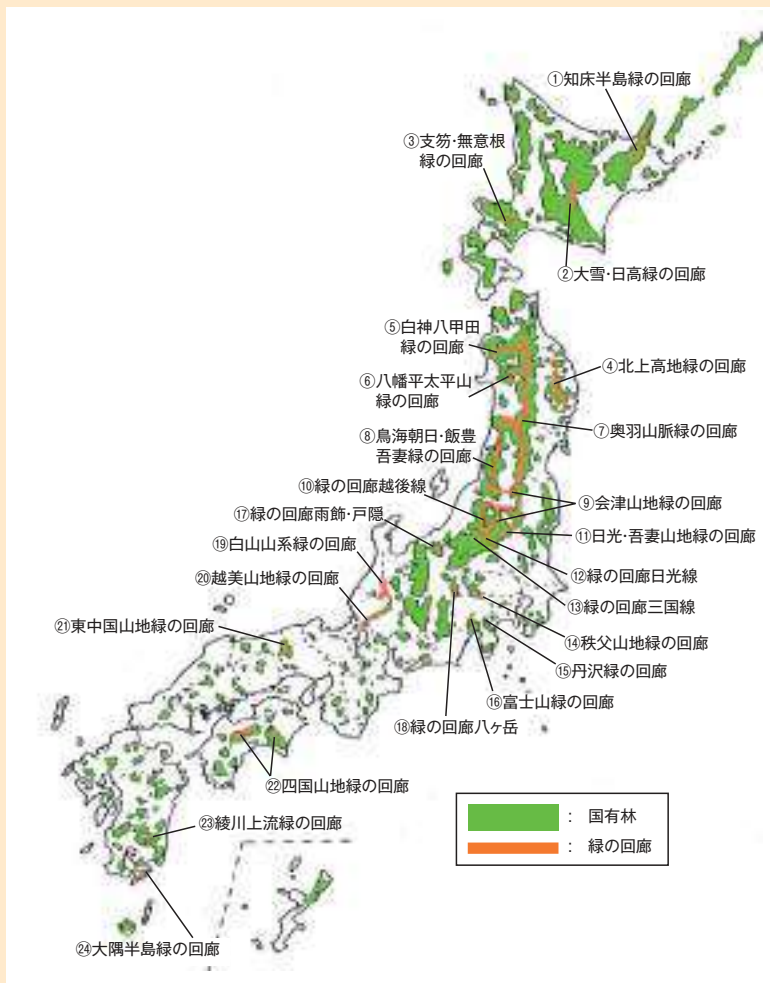 ①知床半島緑の回廊
③支笏・無意根
緑の回廊
②大雪・日高緑の回廊
⑤白神八甲田
緑の回廊
④北上高地緑の回廊
⑥八幡平太平山
緑の回廊
⑦奥羽山脈緑の回廊
⑧鳥海朝日・飯豊
吾妻緑の回廊
⑩緑の回廊越後線
⑨会津山地緑の回廊
⑰緑の回廊雨飾・戸隠
⑪日光・吾妻山地緑の回廊
⑲白山山系緑の回廊
⑫緑の回廊日光線
⑳越美山地緑の回廊
⑬緑の回廊三国線
㉑東中国山地緑の回廊
⑭秩父山地緑の回廊
⑮丹沢緑の回廊
⑯富士山緑の回廊
⑱緑の回廊八ヶ岳
㉒四国山地緑の回廊
㉓綾川上流緑の回廊
㉔大隅半島緑の回廊
： 国有林
： 緑の回廊